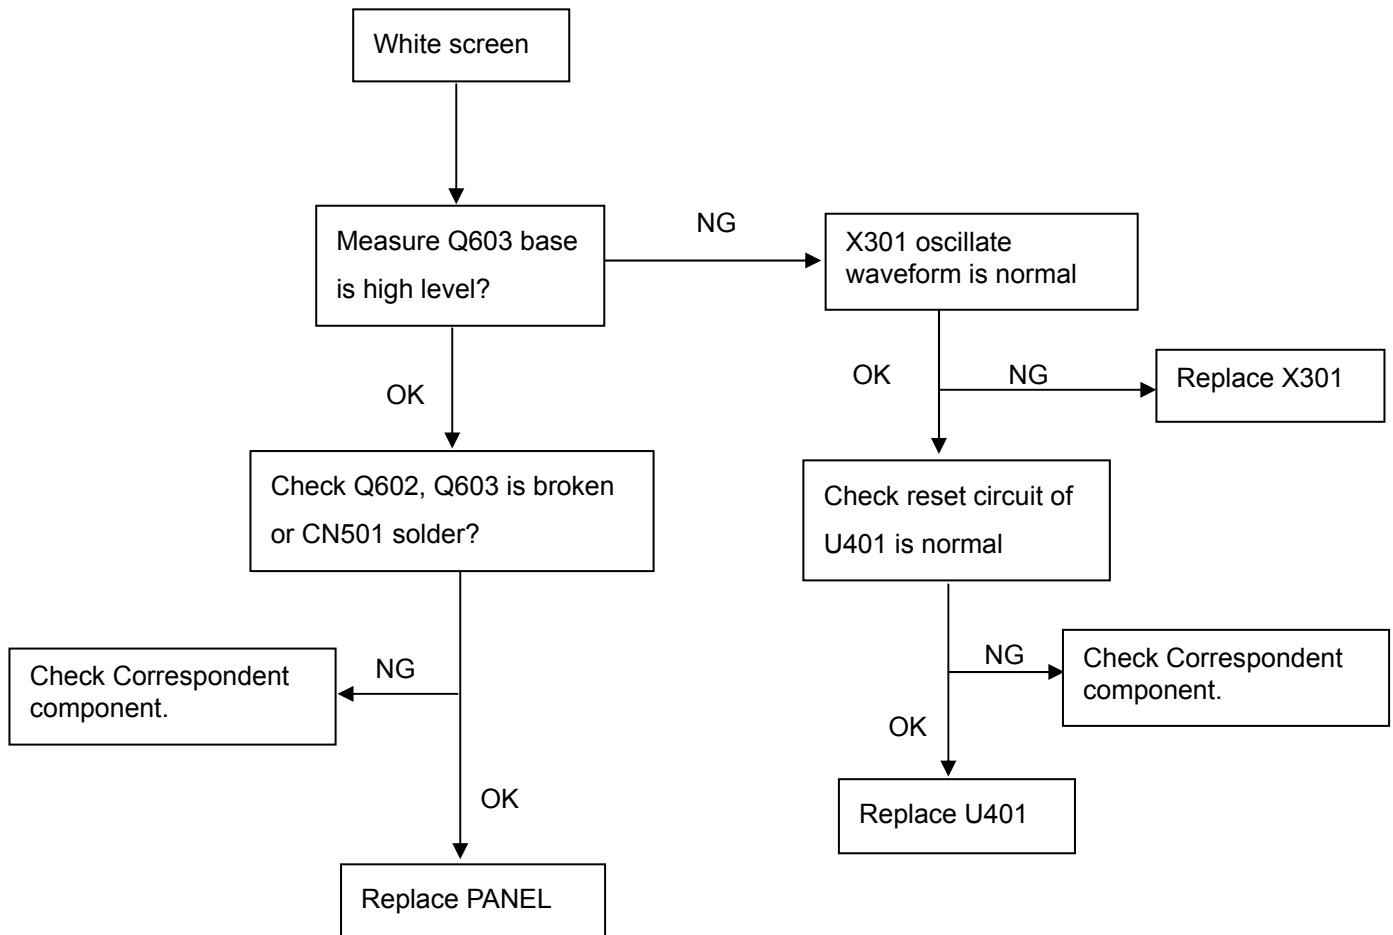 White screen
Measure Q603 base
is high level?
NG
X301 oscillate
waveform is normal
OK
NG
Replace X301
OK
Check Q602, Q603 is broken
or CN501 solder?
Check reset circuit of
U401 is normal
NG
Check Correspondent
component.
NG
Check Correspondent
component.
OK
Replace U401
OK
Replace PANEL